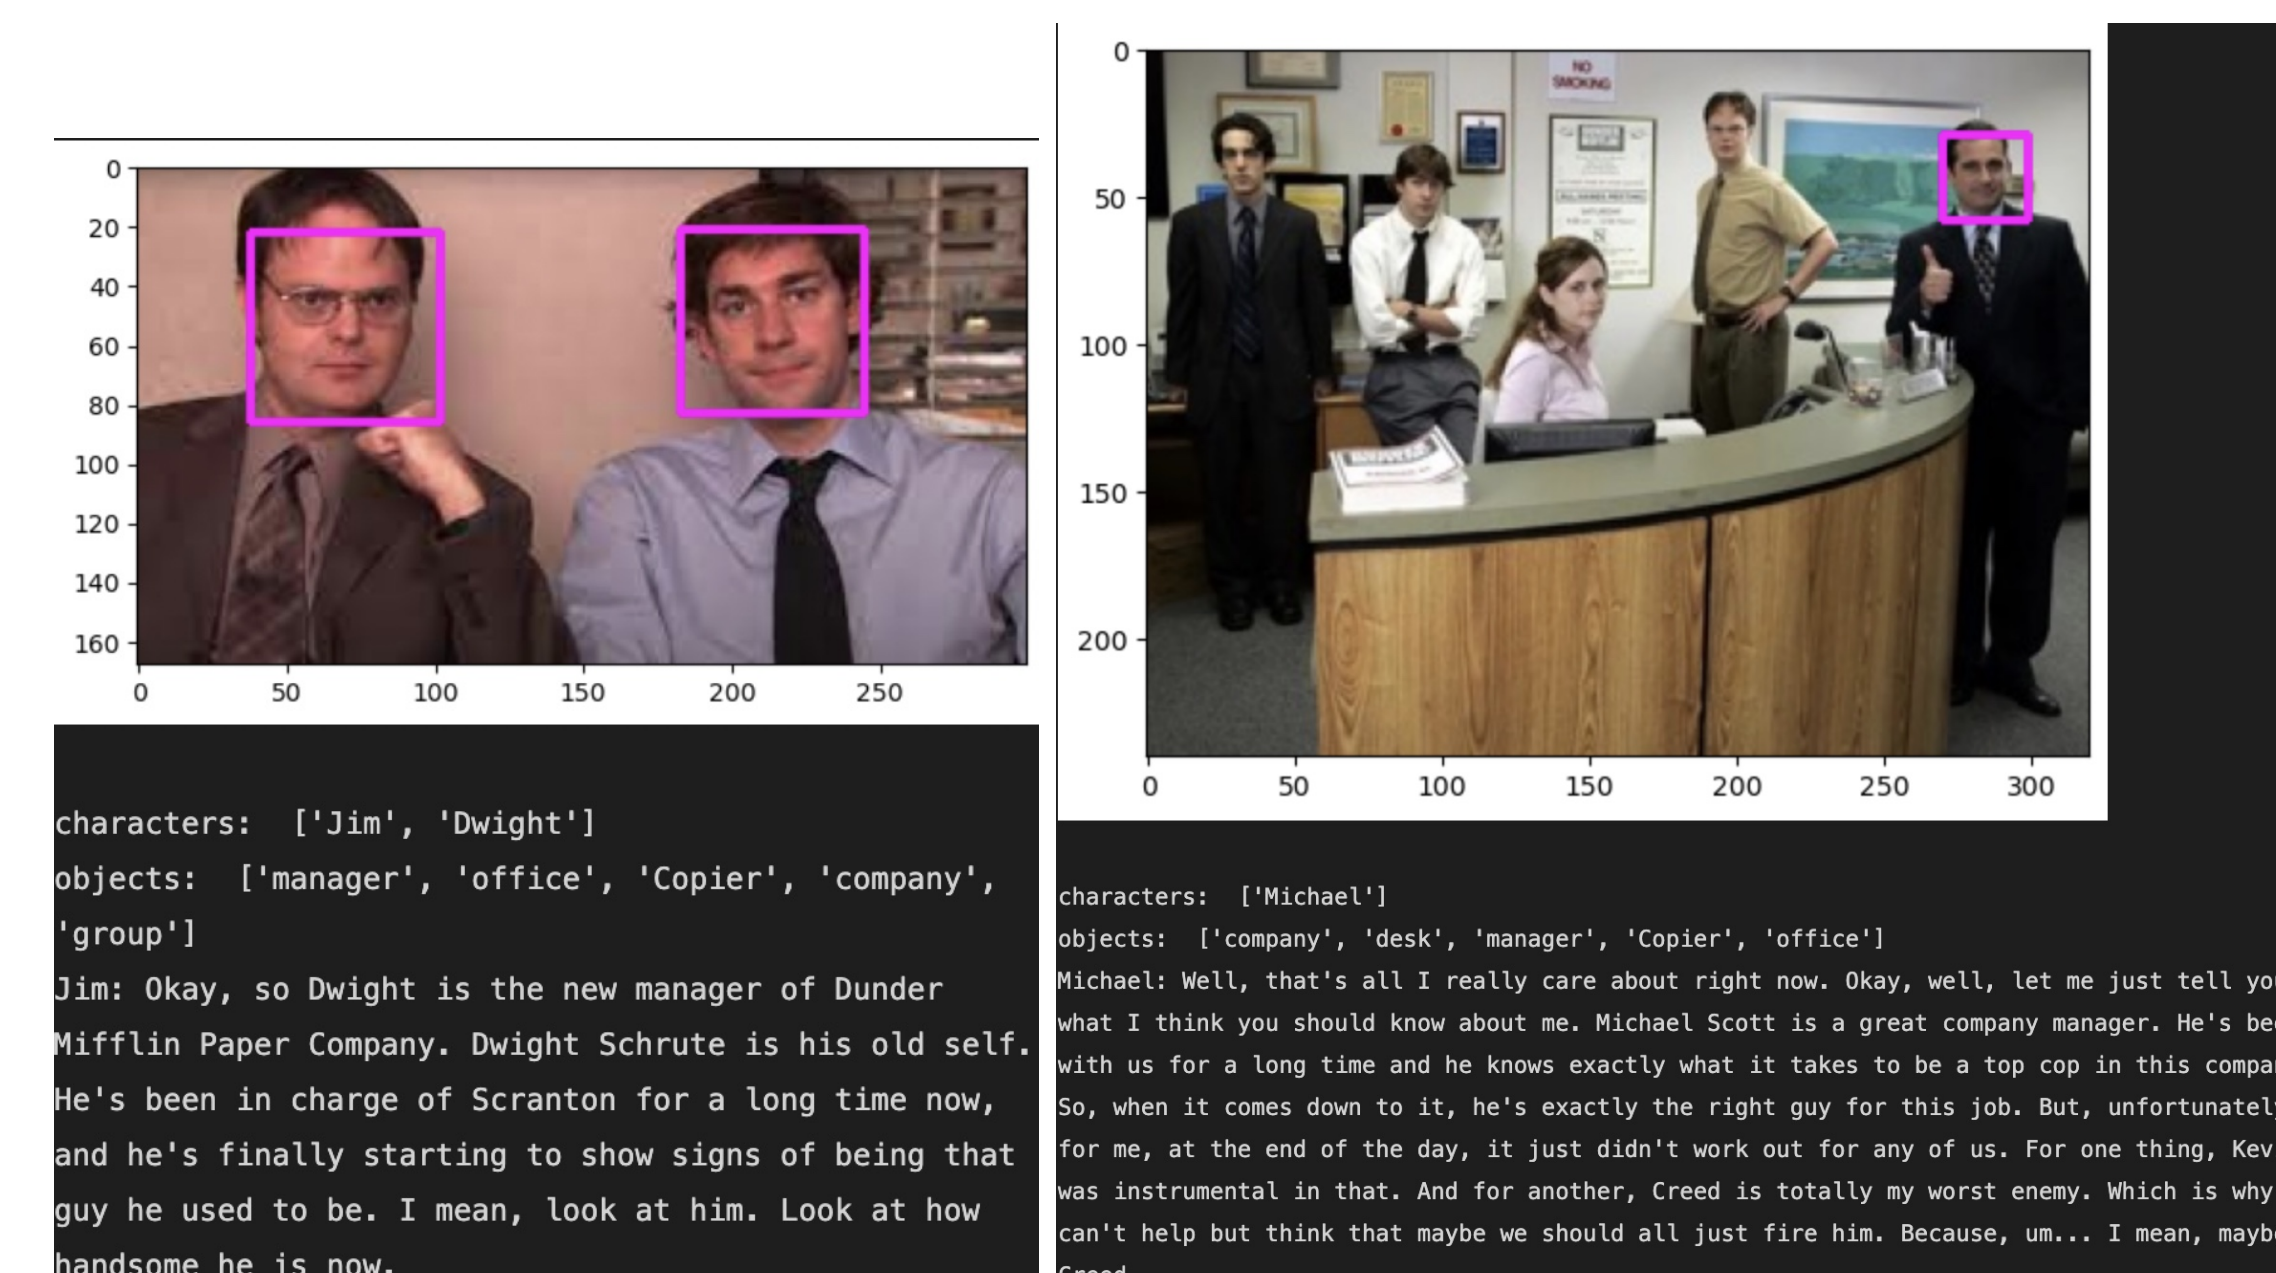 0
20
40
60
80
100
120
140
160
0 50 100 150 200 250
characters:  ['Jim', 'Dwight']
objects:  ['manager', 'office', 'Copier', 'company',
'group']
Jim: Okay, so Dwight is the new manager of Dunder
Mifflin Paper Company. Dwight Schrute is his old self.
He's been in charge of Scranton for a long time now,
and he's finally starting to show signs of being that
guy he used to be. I mean, look at him. Look at how
handsome he is now.
0
50
100
150
200
0 50 100 150 200 250 300
NO
SMOKING
characters:  ['Michael']
objects:  ['company', 'desk', 'manager', 'Copier', 'office']
Michael: Well, that's all I really care about right now. Okay, well, let me just tell yo
what I think you should know about me. Michael Scott is a great company manager. He's be
with us for a long time and he knows exactly what it takes to be a top cop in this compa
So, when it comes down to it, he's exactly the right guy for this job. But, unfortunately
for me, at the end of the day, it just didn't work out for any of us. For one thing, Kev
was instrumental in that. And for another, Creed is totally my worst enemy. Which is why
can't help but think that maybe we should all just fire him. Because, um... I mean, mayb
Creed